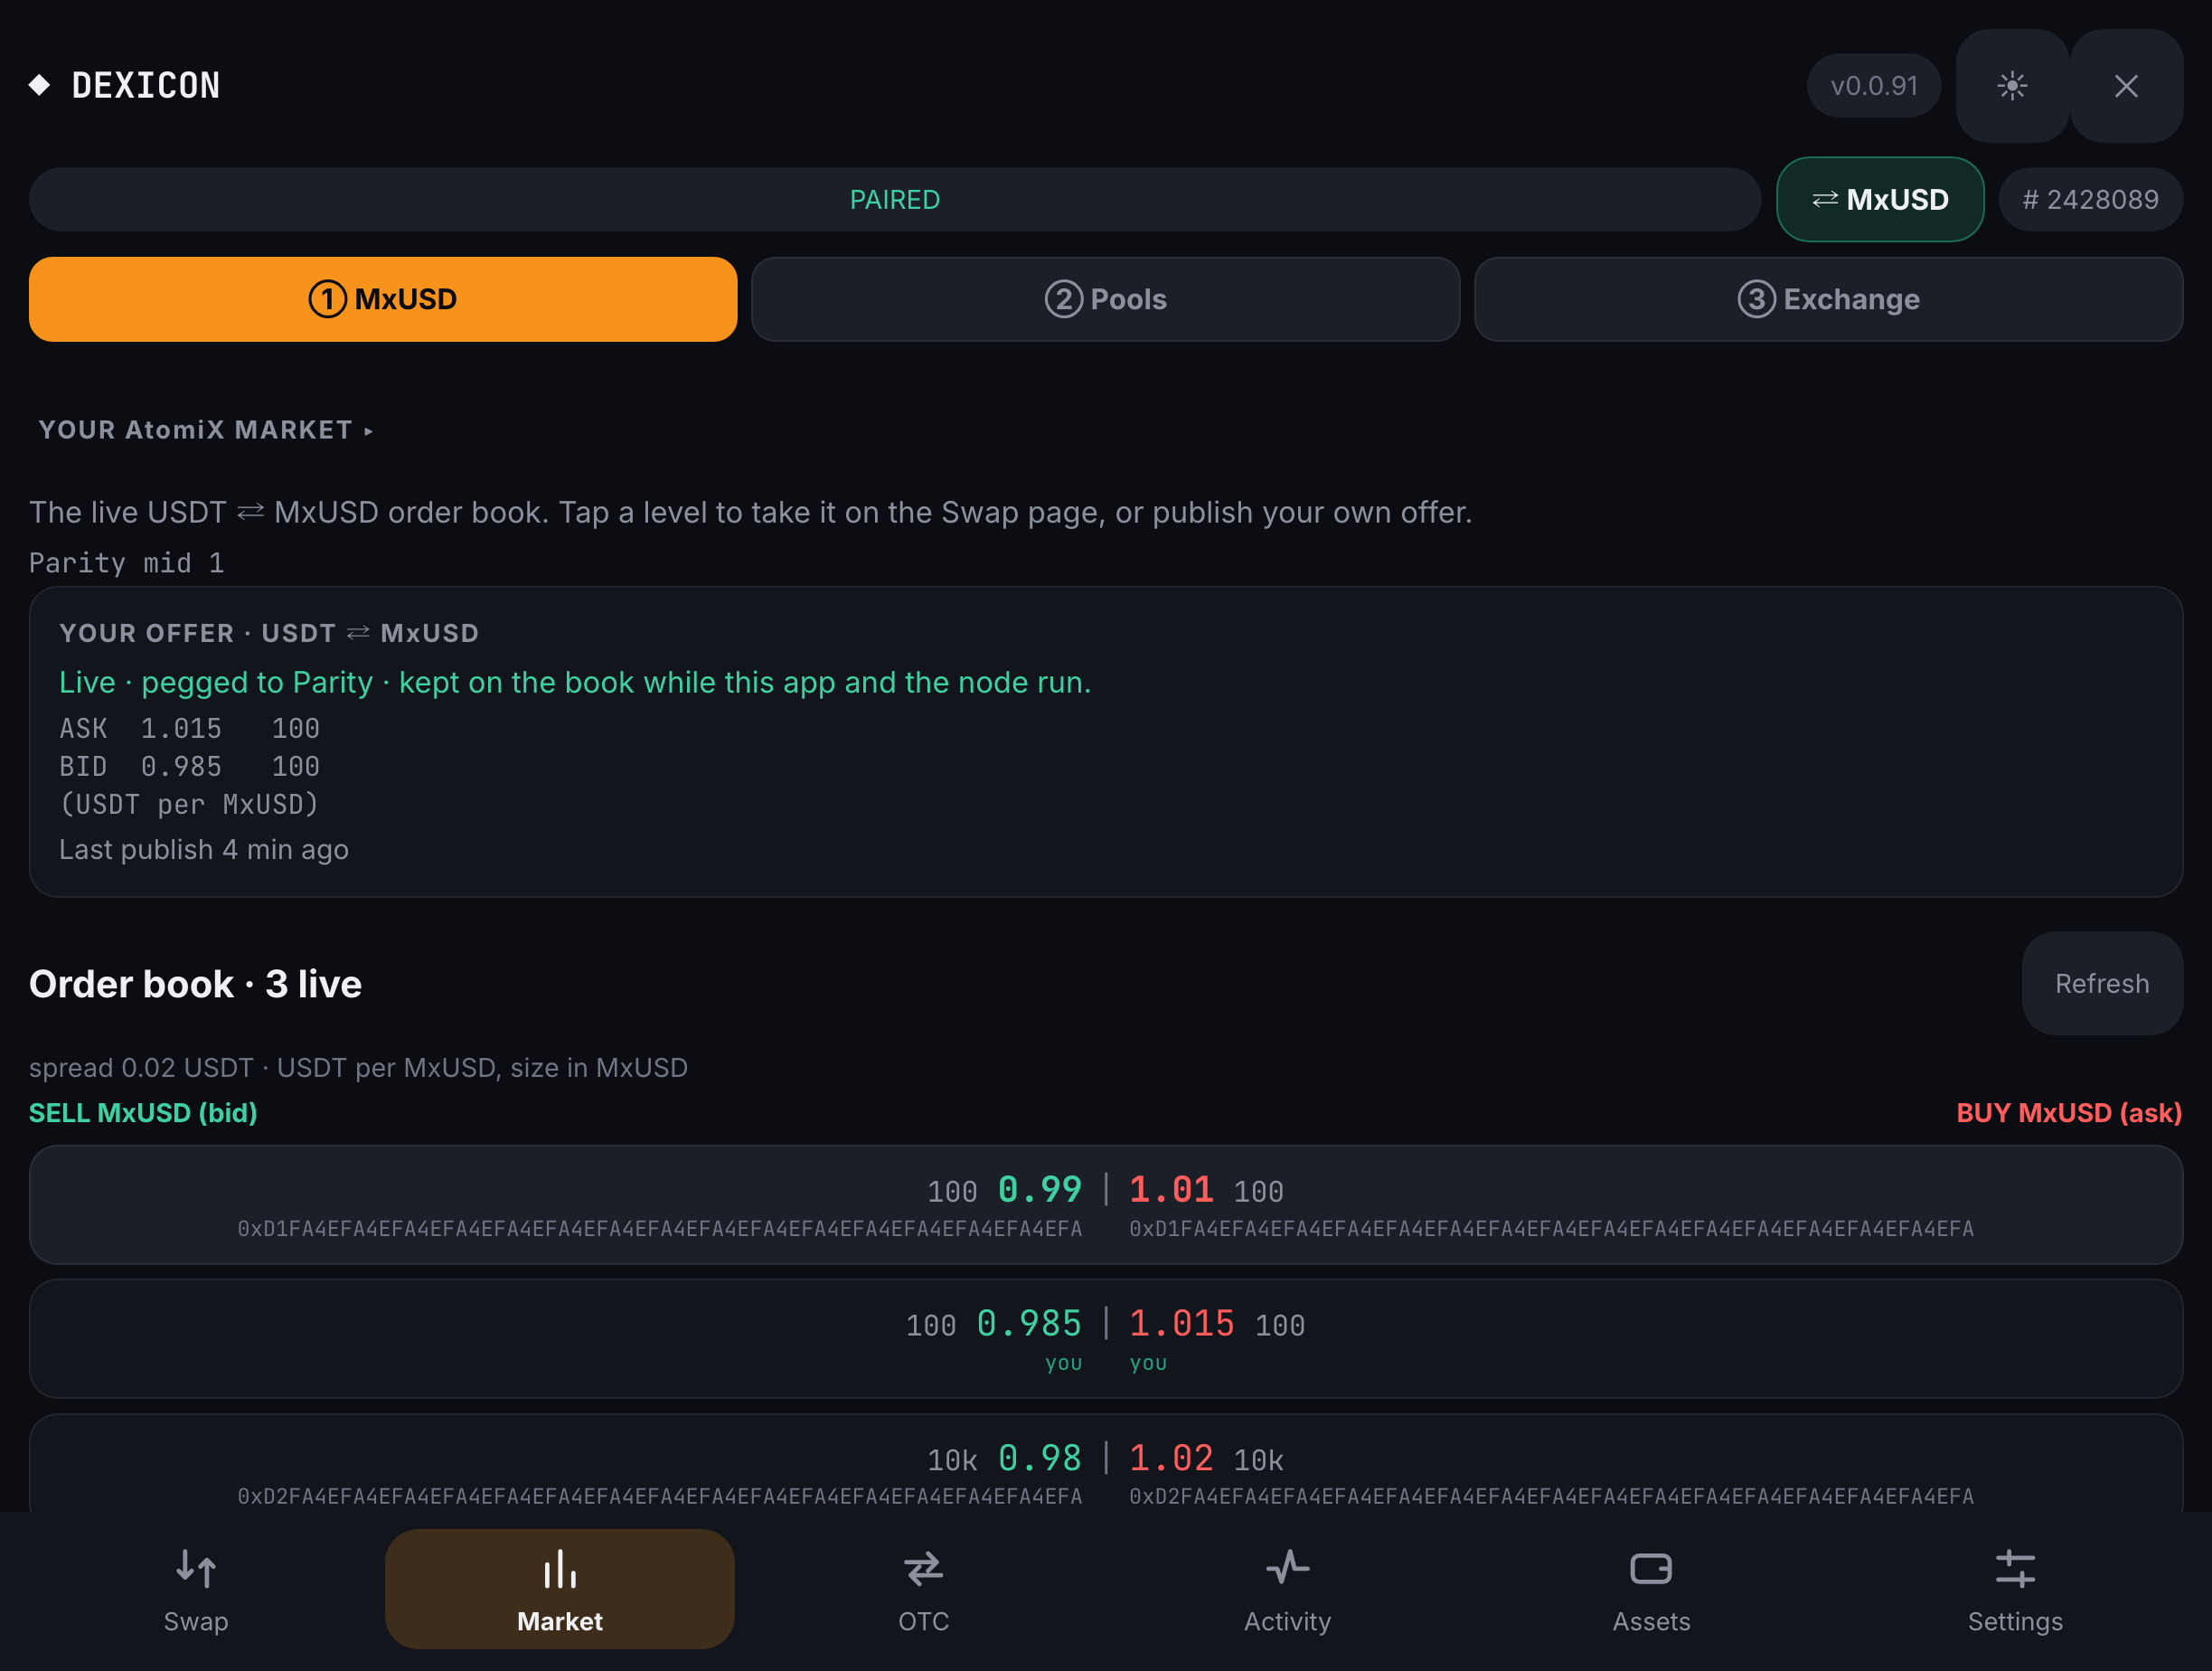 ◆ DEXICON
v0.0.91
PAIRED
⇄ MxUSD
# 2428089
① MxUSD
② Pools
③ Exchange
YOUR AtomiX MARKET ▸
The live USDT ⇄ MxUSD order book. Tap a level to take it on the Swap page, or publish your own offer.
Parity mid 1
YOUR OFFER · USDT ⇄ MxUSD
Live · pegged to Parity · kept on the book while this app and the node run.
ASK 1.015 100
BID 0.985 100
(USDT per MxUSD)
Last publish 4 min ago
Order book · 3 live
Refresh
spread 0.02 USDT · USDT per MxUSD, size in MxUSD
SELL MxUSD (bid)
BUY MxUSD (ask)
100 0.99 | 1.01 100
0xD1FA4EFA4EFA4EFA4EFA4EFA4EFA4EFA4EFA4EFA4EFA4EFA4EFA4EFA4EFA4EFA 0xD1FA4EFA4EFA4EFA4EFA4EFA4EFA4EFA4EFA4EFA4EFA4EFA4EFA4EFA4EFA4EFA
100 0.985 | 1.015 100
you you
10k 0.98 | 1.02 10k
0xD2FA4EFA4EFA4EFA4EFA4EFA4EFA4EFA4EFA4EFA4EFA4EFA4EFA4EFA4EFA4EFA 0xD2FA4EFA4EFA4EFA4EFA4EFA4EFA4EFA4EFA4EFA4EFA4EFA4EFA4EFA4EFA4EFA
Swap
Market
OTC
Activity
Assets
Settings